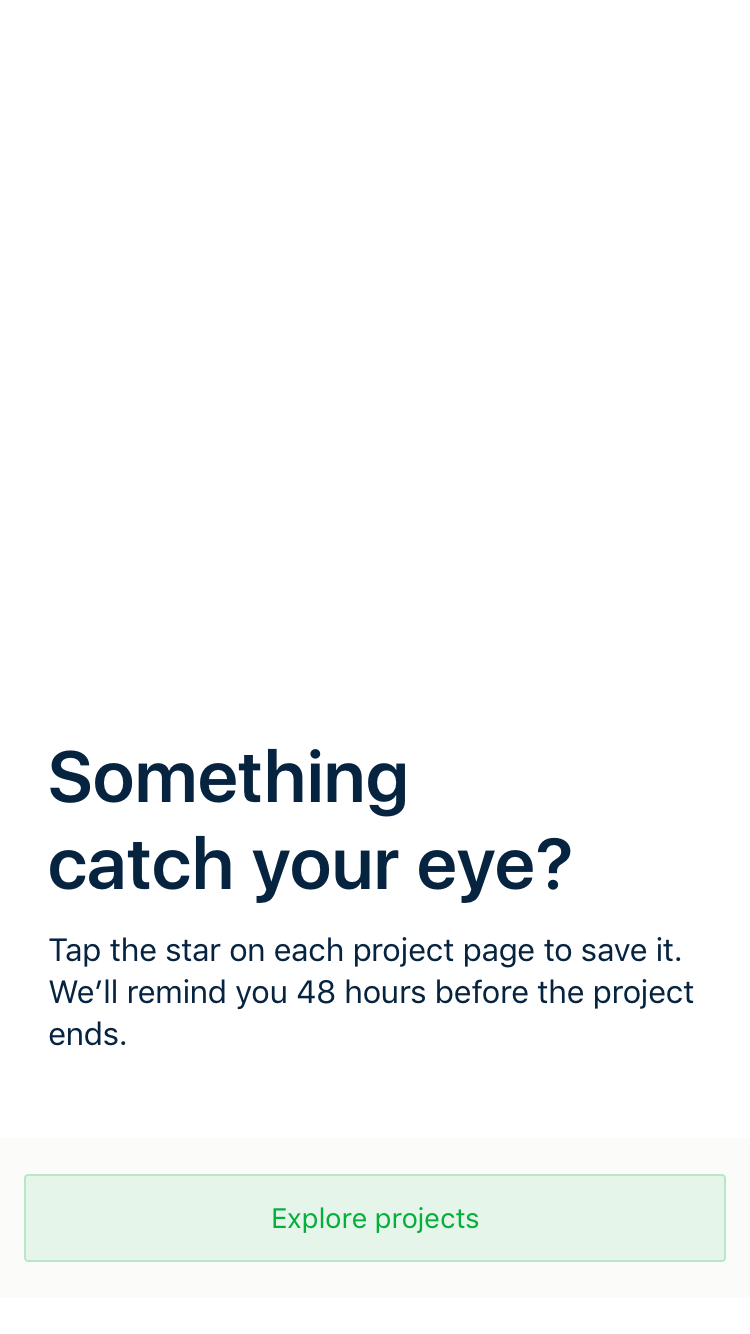 Something
catch your eye?
Tap the star on each project page to save it.
We’ll remind you 48 hours before the project
ends.
Explore projects